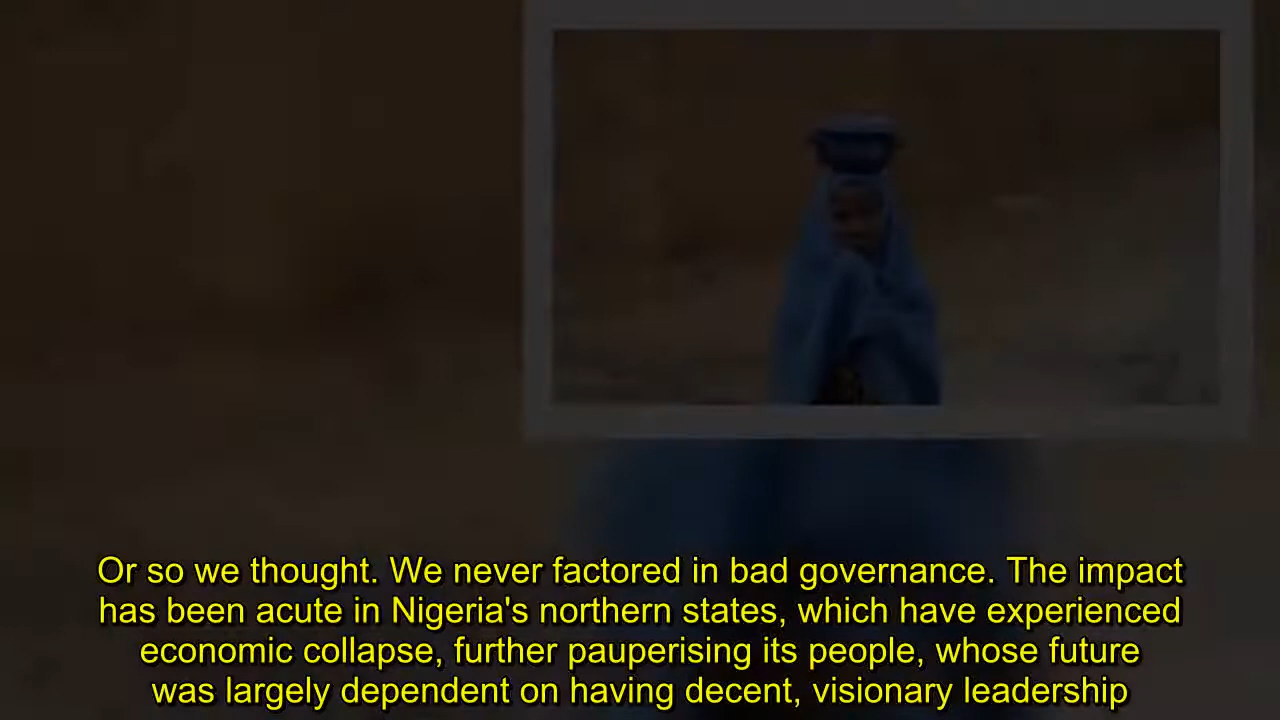 Or so we thought. We never factored in bad governance. The impact
has been acute in Nigeria's northern states, which have experienced
economic collapse, further pauperising its people, whose future
was largely dependent on having decent, visionary leadership